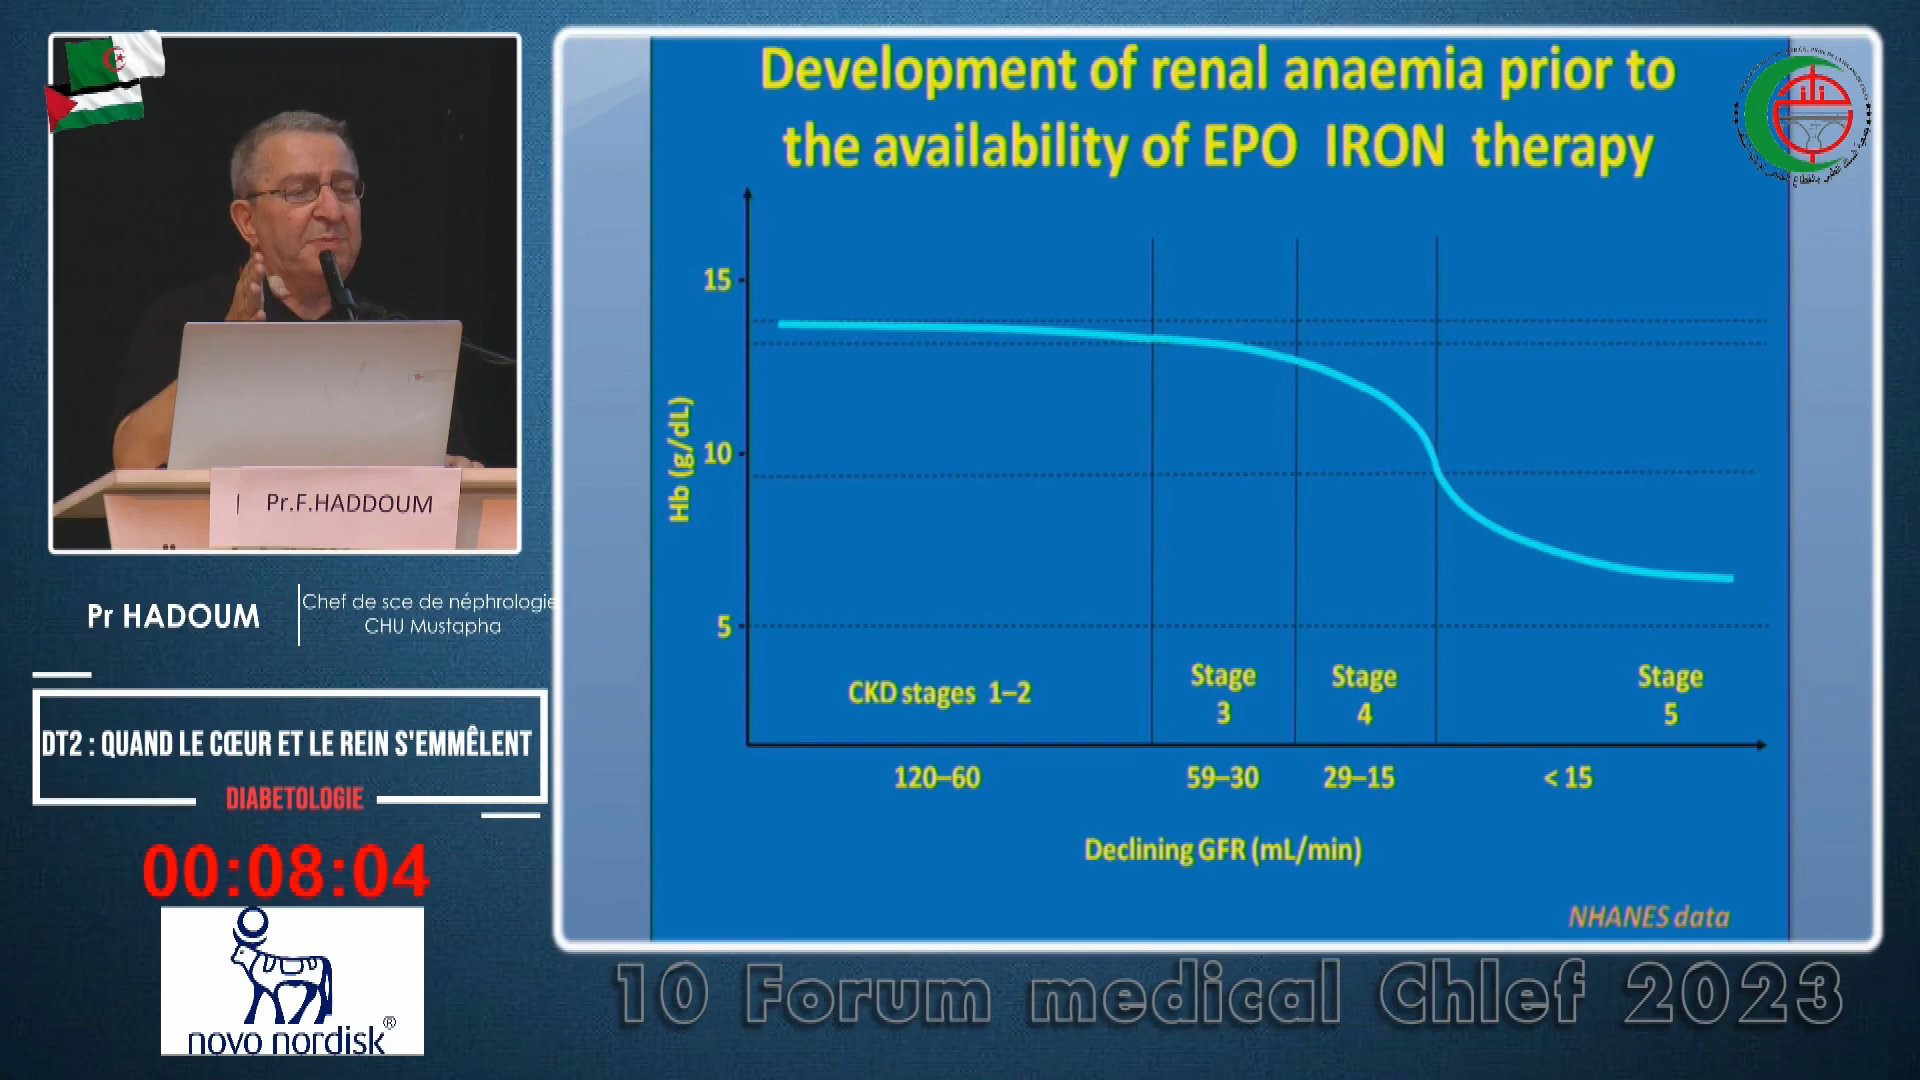 Development of renal anaemia prior to
the availability of EPO IRON therapy
15
10
5
Hb (g/dL)
CKD stages 1–2
Stage
3
Stage
4
Stage
5
120–60
59–30
29–15
< 15
Declining GFR (mL/min)
NHANES data
Pr.F.HADDOUM
Pr HADOUM
Chef de sce de néphrologie
CHU Mustapha
DT2 : QUAND LE CŒUR ET LE REIN S'EMMÊLENT
DIABETOLOGIE
00:08:04
novo nordisk®
10 Forum medical Chlef 2023